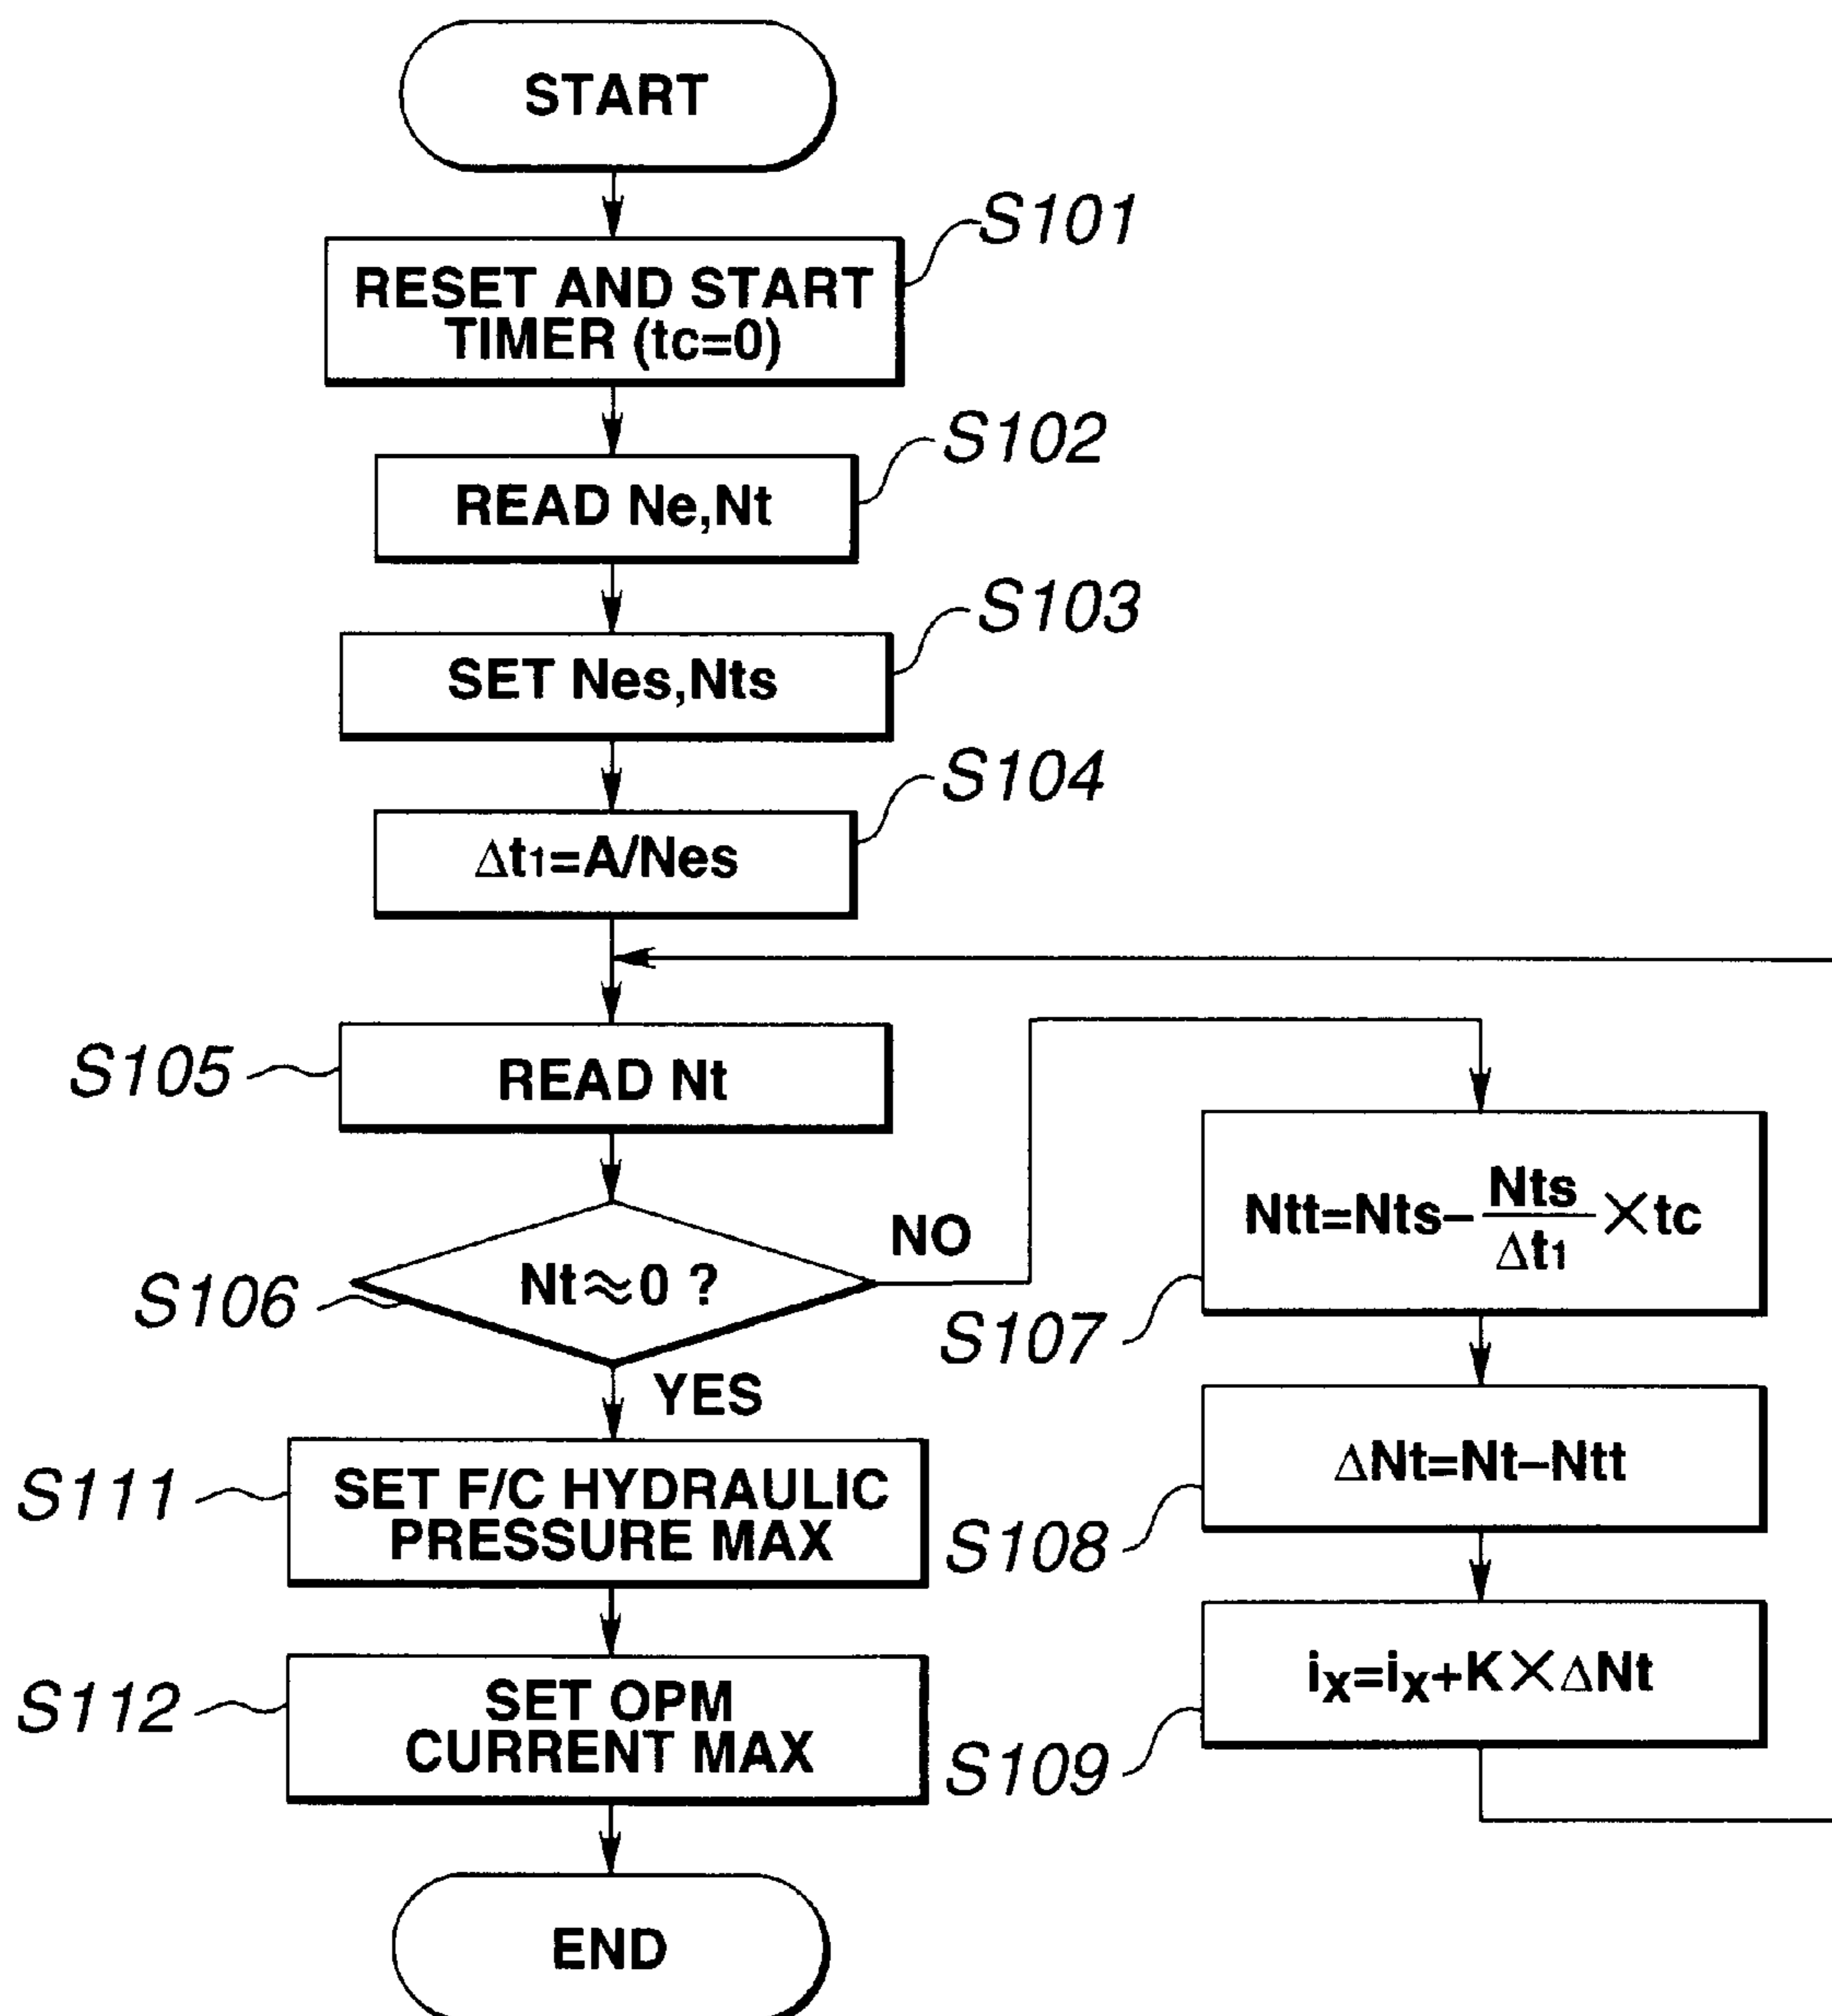 START
S101
RESET AND START
TIMER (tc=0)
S102
READ Ne,Nt
S103
SET Nes,Nts
S104
Δt₁=A/Nes
S105
READ Nt
S106
Nt≈0 ?
NO
YES
S107
Ntt=Nts–Nts/Δt₁×tc
S108
ΔNt=Nt–Ntt
S109
iₓ=iₓ+K×ΔNt
S111
SET F/C HYDRAULIC
PRESSURE MAX
S112
SET OPM
CURRENT MAX
END